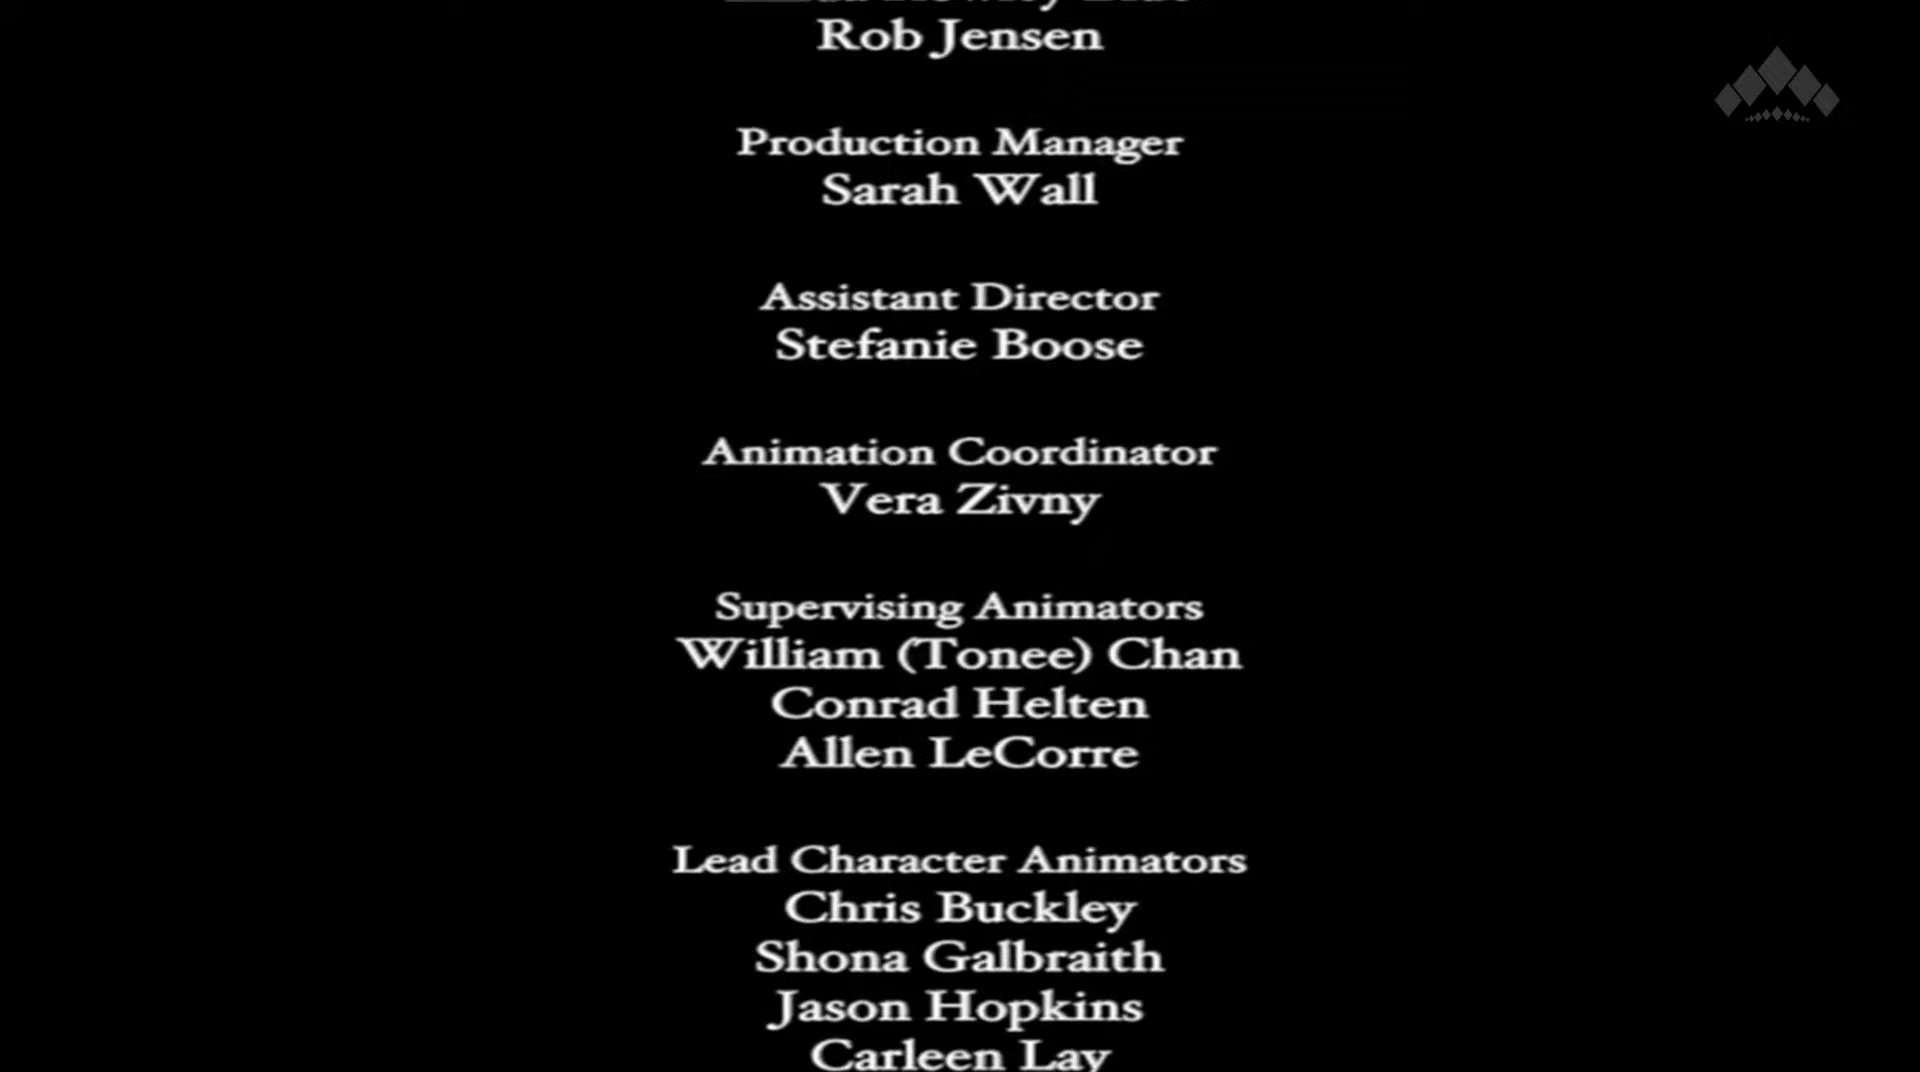 Rob Jensen
Production Manager
Sarah Wall
Assistant Director
Stefanie Boose
Animation Coordinator
Vera Zivny
Supervising Animators
William (Tonee) Chan
Conrad Helten
Allen LeCorre
Lead Character Animators
Chris Buckley
Shona Galbraith
Jason Hopkins
Carleen Lay